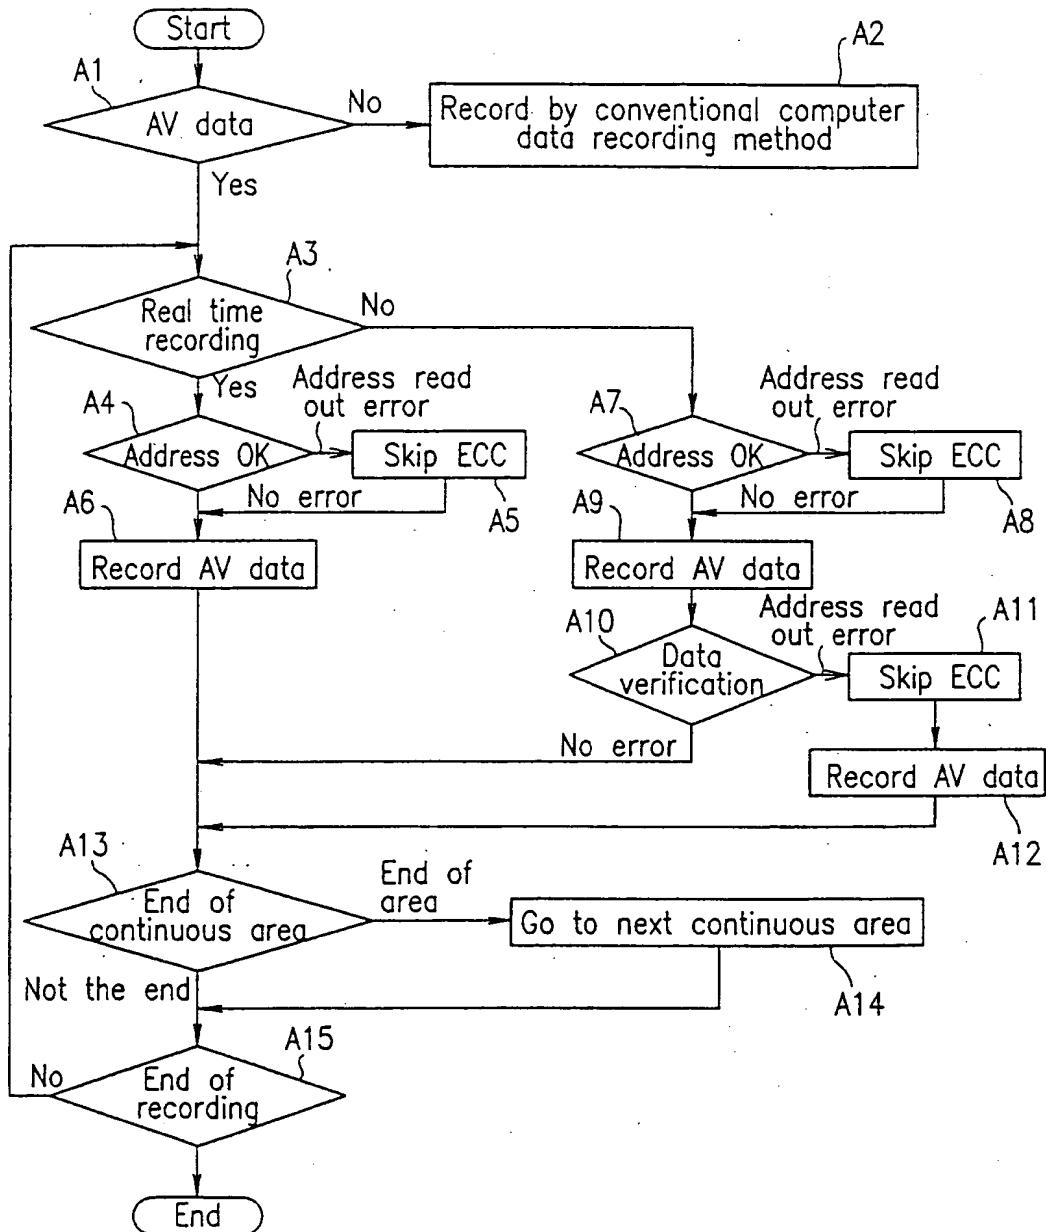 Start
A1
A2
AV data
No
Record by conventional computer
data recording method
Yes
A3
Real time
recording
No
Yes
A4
Address read
out error
Address OK
Skip ECC
A5
No error
A6
Record AV data
A7
Address read
out error
Address OK
Skip ECC
A8
No error
A9
Record AV data
A10
Address read
out error
A11
Data
verification
Skip ECC
No error
Record AV data
A12
A13
End of
continuous area
End of
area
Go to next continuous area
A14
Not the end
A15
No
End of
recording
End